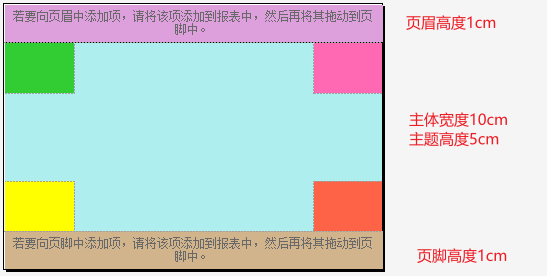 若要向页眉中添加项，请将该项添加到报表中，然后再将其拖动到页
脚中。
页眉高度1cm
主体宽度10cm
主题高度5cm
若要向页脚中添加项，请将该项添加到报表中，然后再将其拖动到页
脚中。
页脚高度1cm